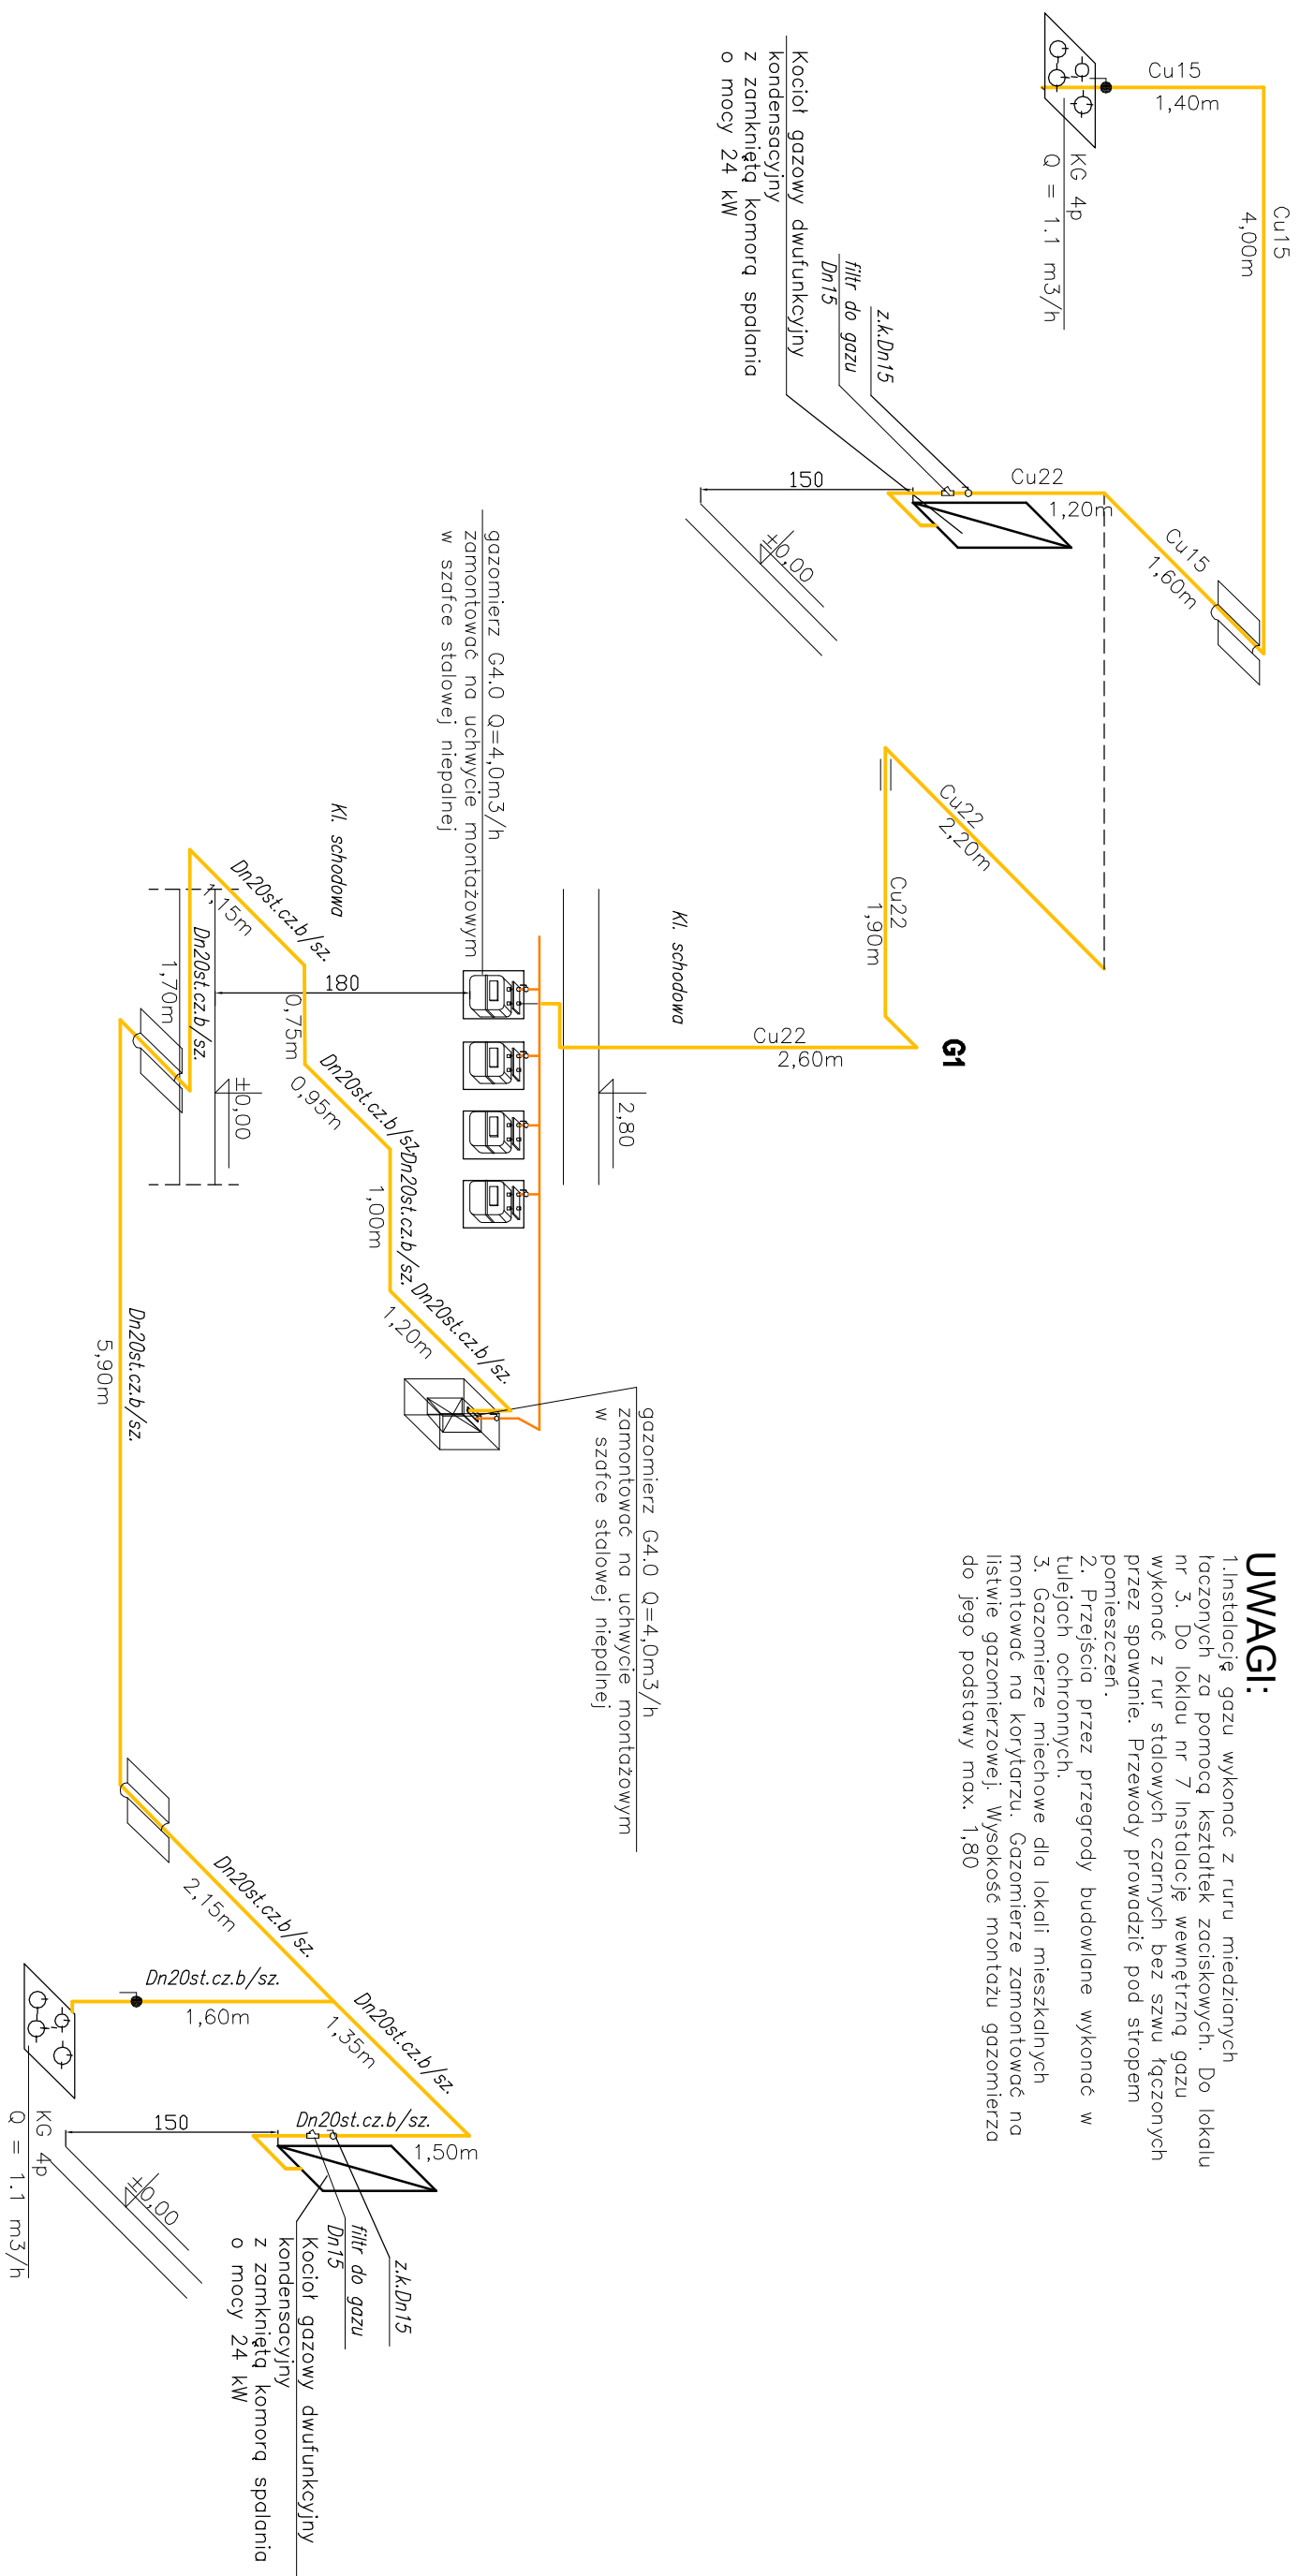 UWAGI:
1.Instalację gazu wykonać z ruru miedzianych
łaczonych za pomocą kształtek zaciskowych. Do lokalu
nr 3. Do loklau nr 7 Instalację wewnętrzną gazu
wykonać z rur stalowych czarnych bez szwu łączonych
przez spawanie. Przewody prowadzić pod stropem
pomieszczeń.
2. Przejścia przez przegrody budowlane wykonać w
tulejach ochronnych.
3. Gazomierze miechowe dla lokali mieszkalnych
montować na korytarzu. Gazomierze zamontować na
listwie gazomierzowej. Wysokość montażu gazomierza
do jego podstawy max. 1,80
Cu15
1,40m
Cu15
4,00m
KG 4p
Q = 1.1 m3/h
Kocioł gazowy dwufunkcyjny
kondensacyjny
z zamkniętą komorą spalania
o mocy 24 kW
z.k.Dn15
filtr do gazu
Dn15
150
±0,00
Cu22
1,20m
Cu15
1,60m
Cu22
2,20m
Cu22
1,90m
G1
Cu22
2,60m
Kl. schodowa
2,80
gazomierz G4.0 Q=4,0m3/h
zamontować na uchwycie montażowym
w szafce stalowej niepalnej
Kl. schodowa
180
±0,00
gazomierz G4.0 Q=4,0m3/h
zamontować na uchwycie montażowym
w szafce stalowej niepalnej
Dn20st.cz.b/sz.
1,20m
Dn20st.cz.b/sz.
1,00m
Dn20st.cz.b/sz.
0,95m
0,75m
Dn20st.cz.b/sz.
1,15m
Dn20st.cz.b/sz.
1,70m
Dn20st.cz.b/sz.
5,90m
Dn20st.cz.b/sz.
2,15m
Dn20st.cz.b/sz.
1,60m
Dn20st.cz.b/sz.
1,35m
Dn20st.cz.b/sz.
1,50m
KG 4p
Q = 1.1 m3/h
150
±0,00
z.k.Dn15
filtr do gazu
Dn15
Kocioł gazowy dwufunkcyjny
kondensacyjny
z zamkniętą komorą spalania
o mocy 24 kW